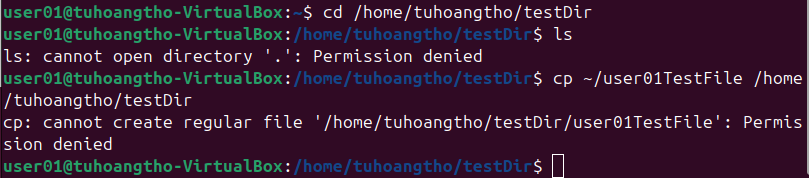 user01@tuhoangtho-VirtualBox:~$ cd /home/tuhoangtho/testDir
user01@tuhoangtho-VirtualBox:/home/tuhoangtho/testDir$ ls
ls: cannot open directory '.': Permission denied
user01@tuhoangtho-VirtualBox:/home/tuhoangtho/testDir$ cp ~/user01TestFile /home
/tuhoangtho/testDir
cp: cannot create regular file '/home/tuhoangtho/testDir/user01TestFile': Permis
sion denied
user01@tuhoangtho-VirtualBox:/home/tuhoangtho/testDir$